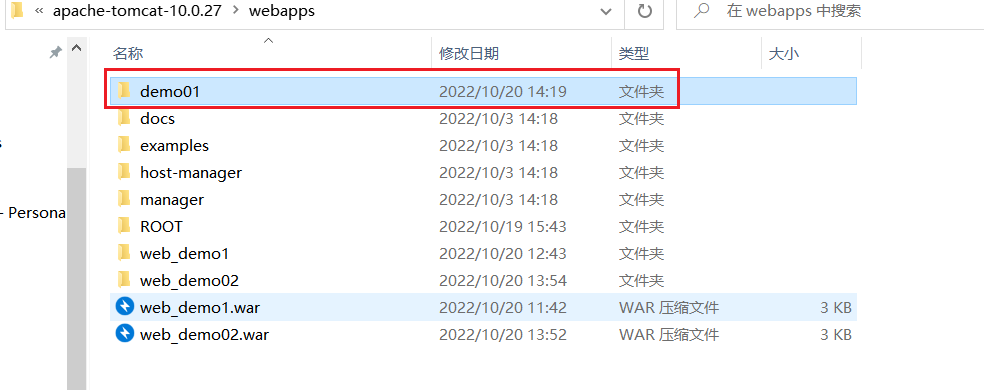 « apache-tomcat-10.0.27 > webapps 在 webapps 中搜索
名称 修改日期 类型 大小
demo01 2022/10/20 14:19 文件夹
docs 2022/10/3 14:18 文件夹
examples 2022/10/3 14:18 文件夹
host-manager 2022/10/3 14:18 文件夹
manager 2022/10/3 14:18 文件夹
- Persona
ROOT 2022/10/19 15:43 文件夹
web_demo1 2022/10/20 12:43 文件夹
web_demo02 2022/10/20 13:54 文件夹
web_demo1.war 2022/10/20 11:42 WAR 压缩文件 3 KB
web_demo02.war 2022/10/20 13:52 WAR 压缩文件 3 KB